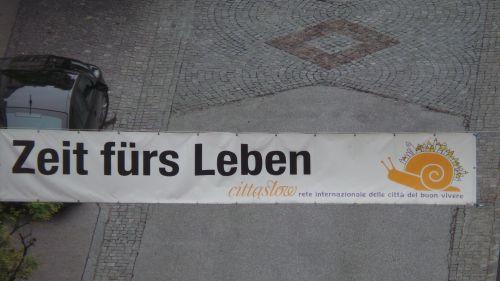 Zeit fürs Leben
cittaslow rete internazionale delle città del buon vivere